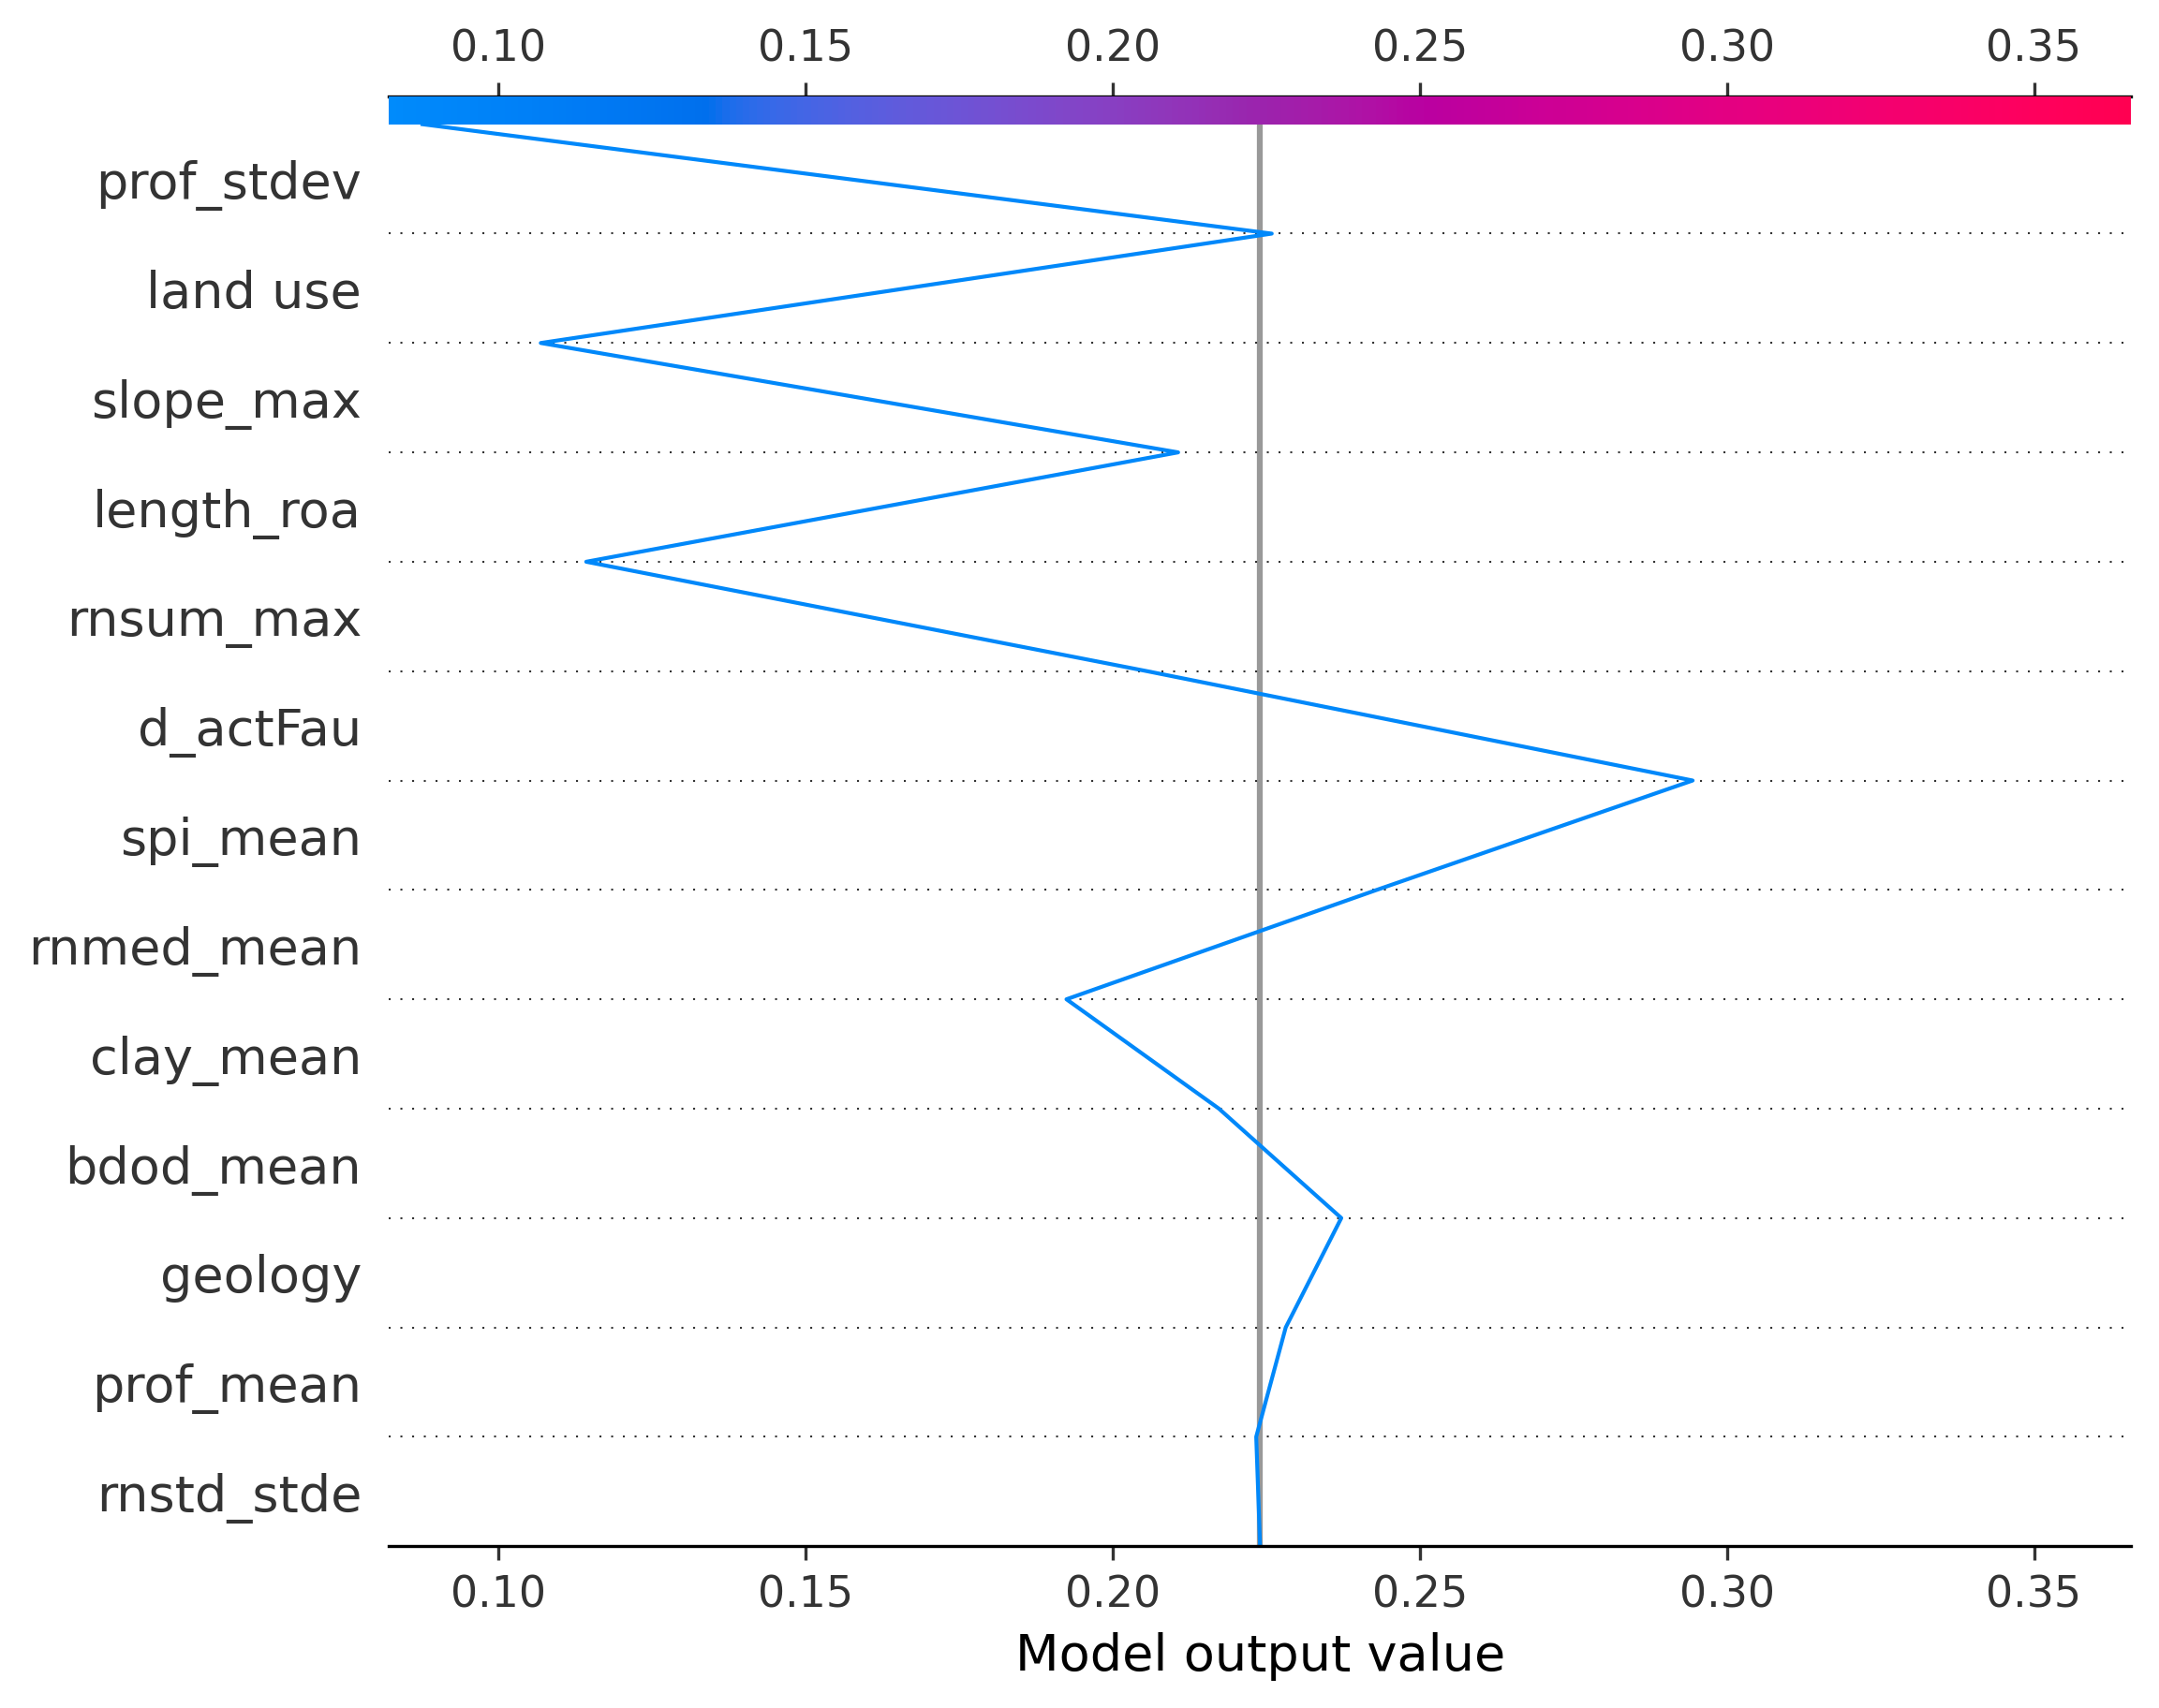 0.10 0.15 0.20 0.25 0.30 0.35
prof_stdev
land use
slope_max
length_roa
rnsum_max
d_actFau
spi_mean
rnmed_mean
clay_mean
bdod_mean
geology
prof_mean
rnstd_stde
0.10 0.15 0.20 0.25 0.30 0.35
Model output value